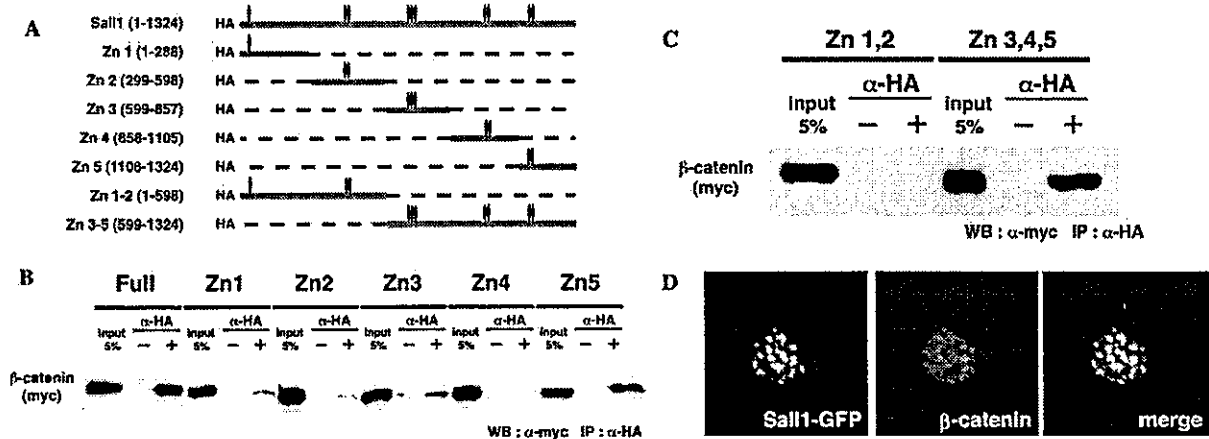 A
HA
Sall1 (1-1324)
HA
Zn 1 (1-288)
HA
Zn 2 (299-598)
HA
Zn 3 (599-857)
HA
Zn 4 (858-1105)
HA
Zn 5 (1106-1324)
HA
Zn 1-2 (1-598)
HA
Zn 3-5 (599-1324)
HA
B
Full Zn1 Zn2 Zn3 Zn4 Zn5
input 5% α-HA − + input 5% α-HA − + input 5% α-HA − + input 5% α-HA − + input 5% α-HA − + input 5% α-HA − +
β-catenin
(myc)
WB : α-myc IP : α-HA
C
Zn 1,2 Zn 3,4,5
α-HA α-HA
input input
5% − + 5% − +
β-catenin
(myc)
WB : α-myc IP : α-HA
D
Sall1-GFP β-catenin merge